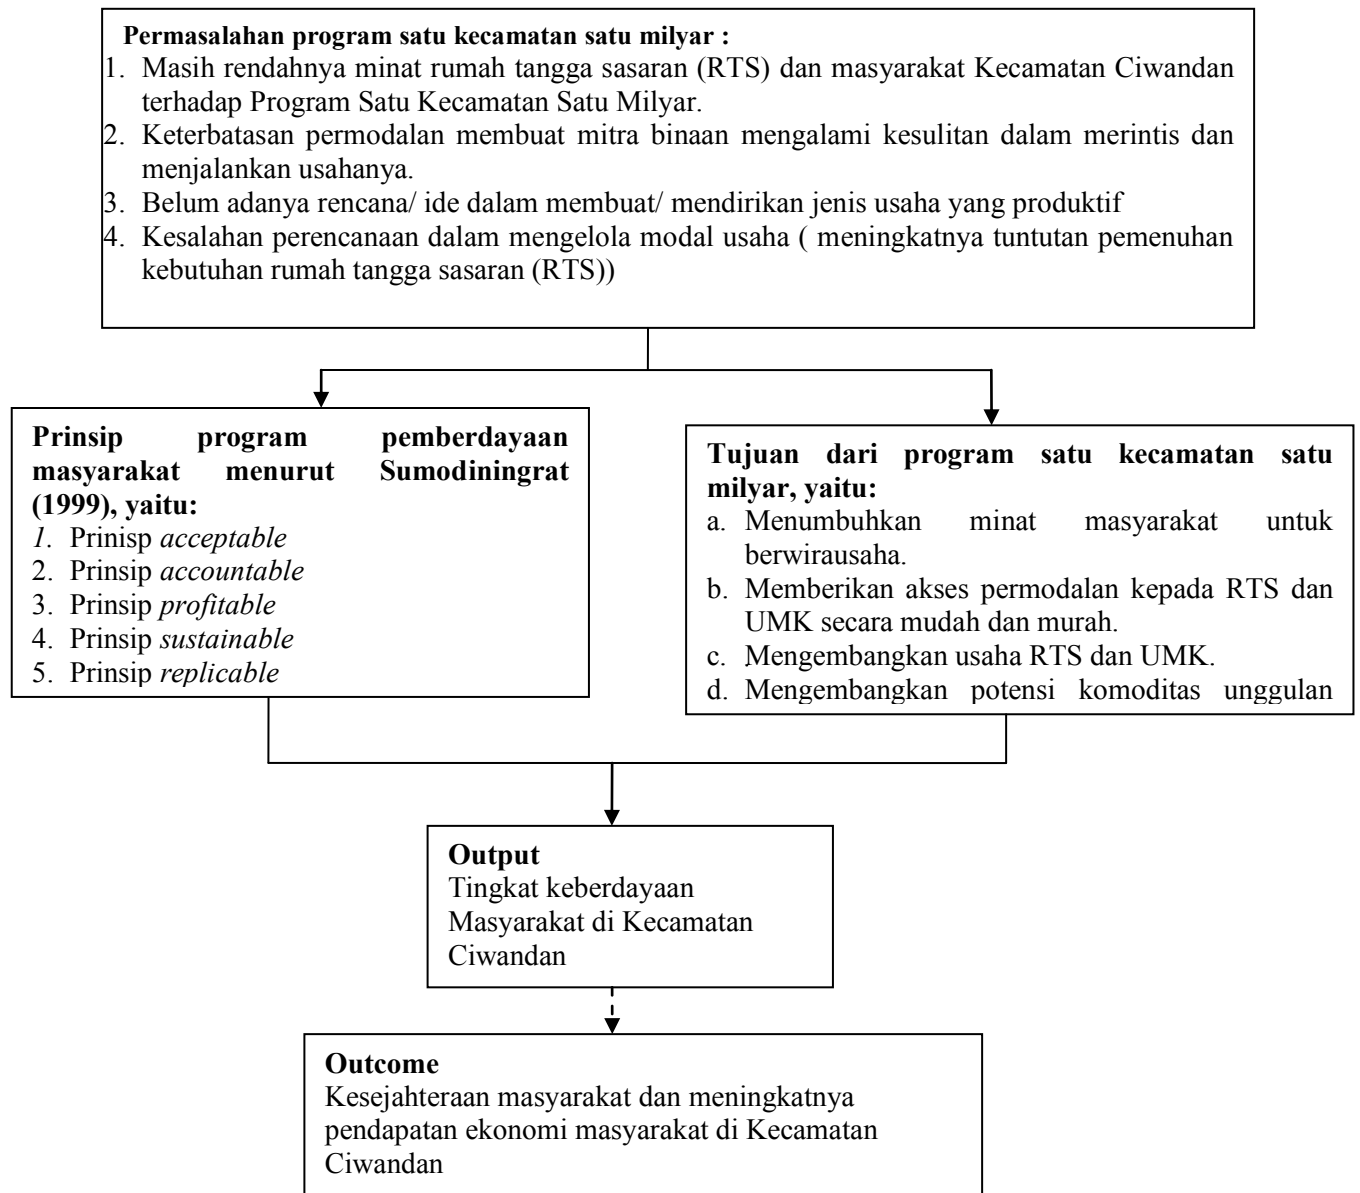 Permasalahan program satu kecamatan satu milyar :
1. Masih rendahnya minat rumah tangga sasaran (RTS) dan masyarakat Kecamatan Ciwandan
terhadap Program Satu Kecamatan Satu Milyar.
2. Keterbatasan permodalan membuat mitra binaan mengalami kesulitan dalam merintis dan
menjalankan usahanya.
3. Belum adanya rencana/ ide dalam membuat/ mendirikan jenis usaha yang produktif
4. Kesalahan perencanaan dalam mengelola modal usaha ( meningkatnya tuntutan pemenuhan
kebutuhan rumah tangga sasaran (RTS))
Prinsip program pemberdayaan
masyarakat menurut Sumodiningrat
(1999), yaitu:
1. Prinisp acceptable
2. Prinsip accountable
3. Prinsip profitable
4. Prinsip sustainable
5. Prinsip replicable
Tujuan dari program satu kecamatan satu
milyar, yaitu:
a. Menumbuhkan minat masyarakat untuk
berwirausaha.
b. Memberikan akses permodalan kepada RTS dan
UMK secara mudah dan murah.
c. Mengembangkan usaha RTS dan UMK.
d. Mengembangkan potensi komoditas unggulan
Output
Tingkat keberdayaan
Masyarakat di Kecamatan
Ciwandan
Outcome
Kesejahteraan masyarakat dan meningkatnya
pendapatan ekonomi masyarakat di Kecamatan
Ciwandan